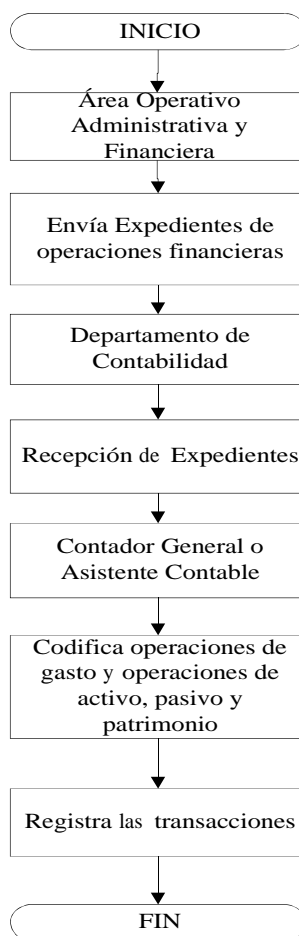 INICIO
Área Operativo
Administrativa y
Financiera
Envía Expedientes de
operaciones financieras
Departamento de
Contabilidad
Recepción de Expedientes
Contador General o
Asistente Contable
Codifica operaciones de
gasto y operaciones de
activo, pasivo y
patrimonio
Registra las transacciones
FIN